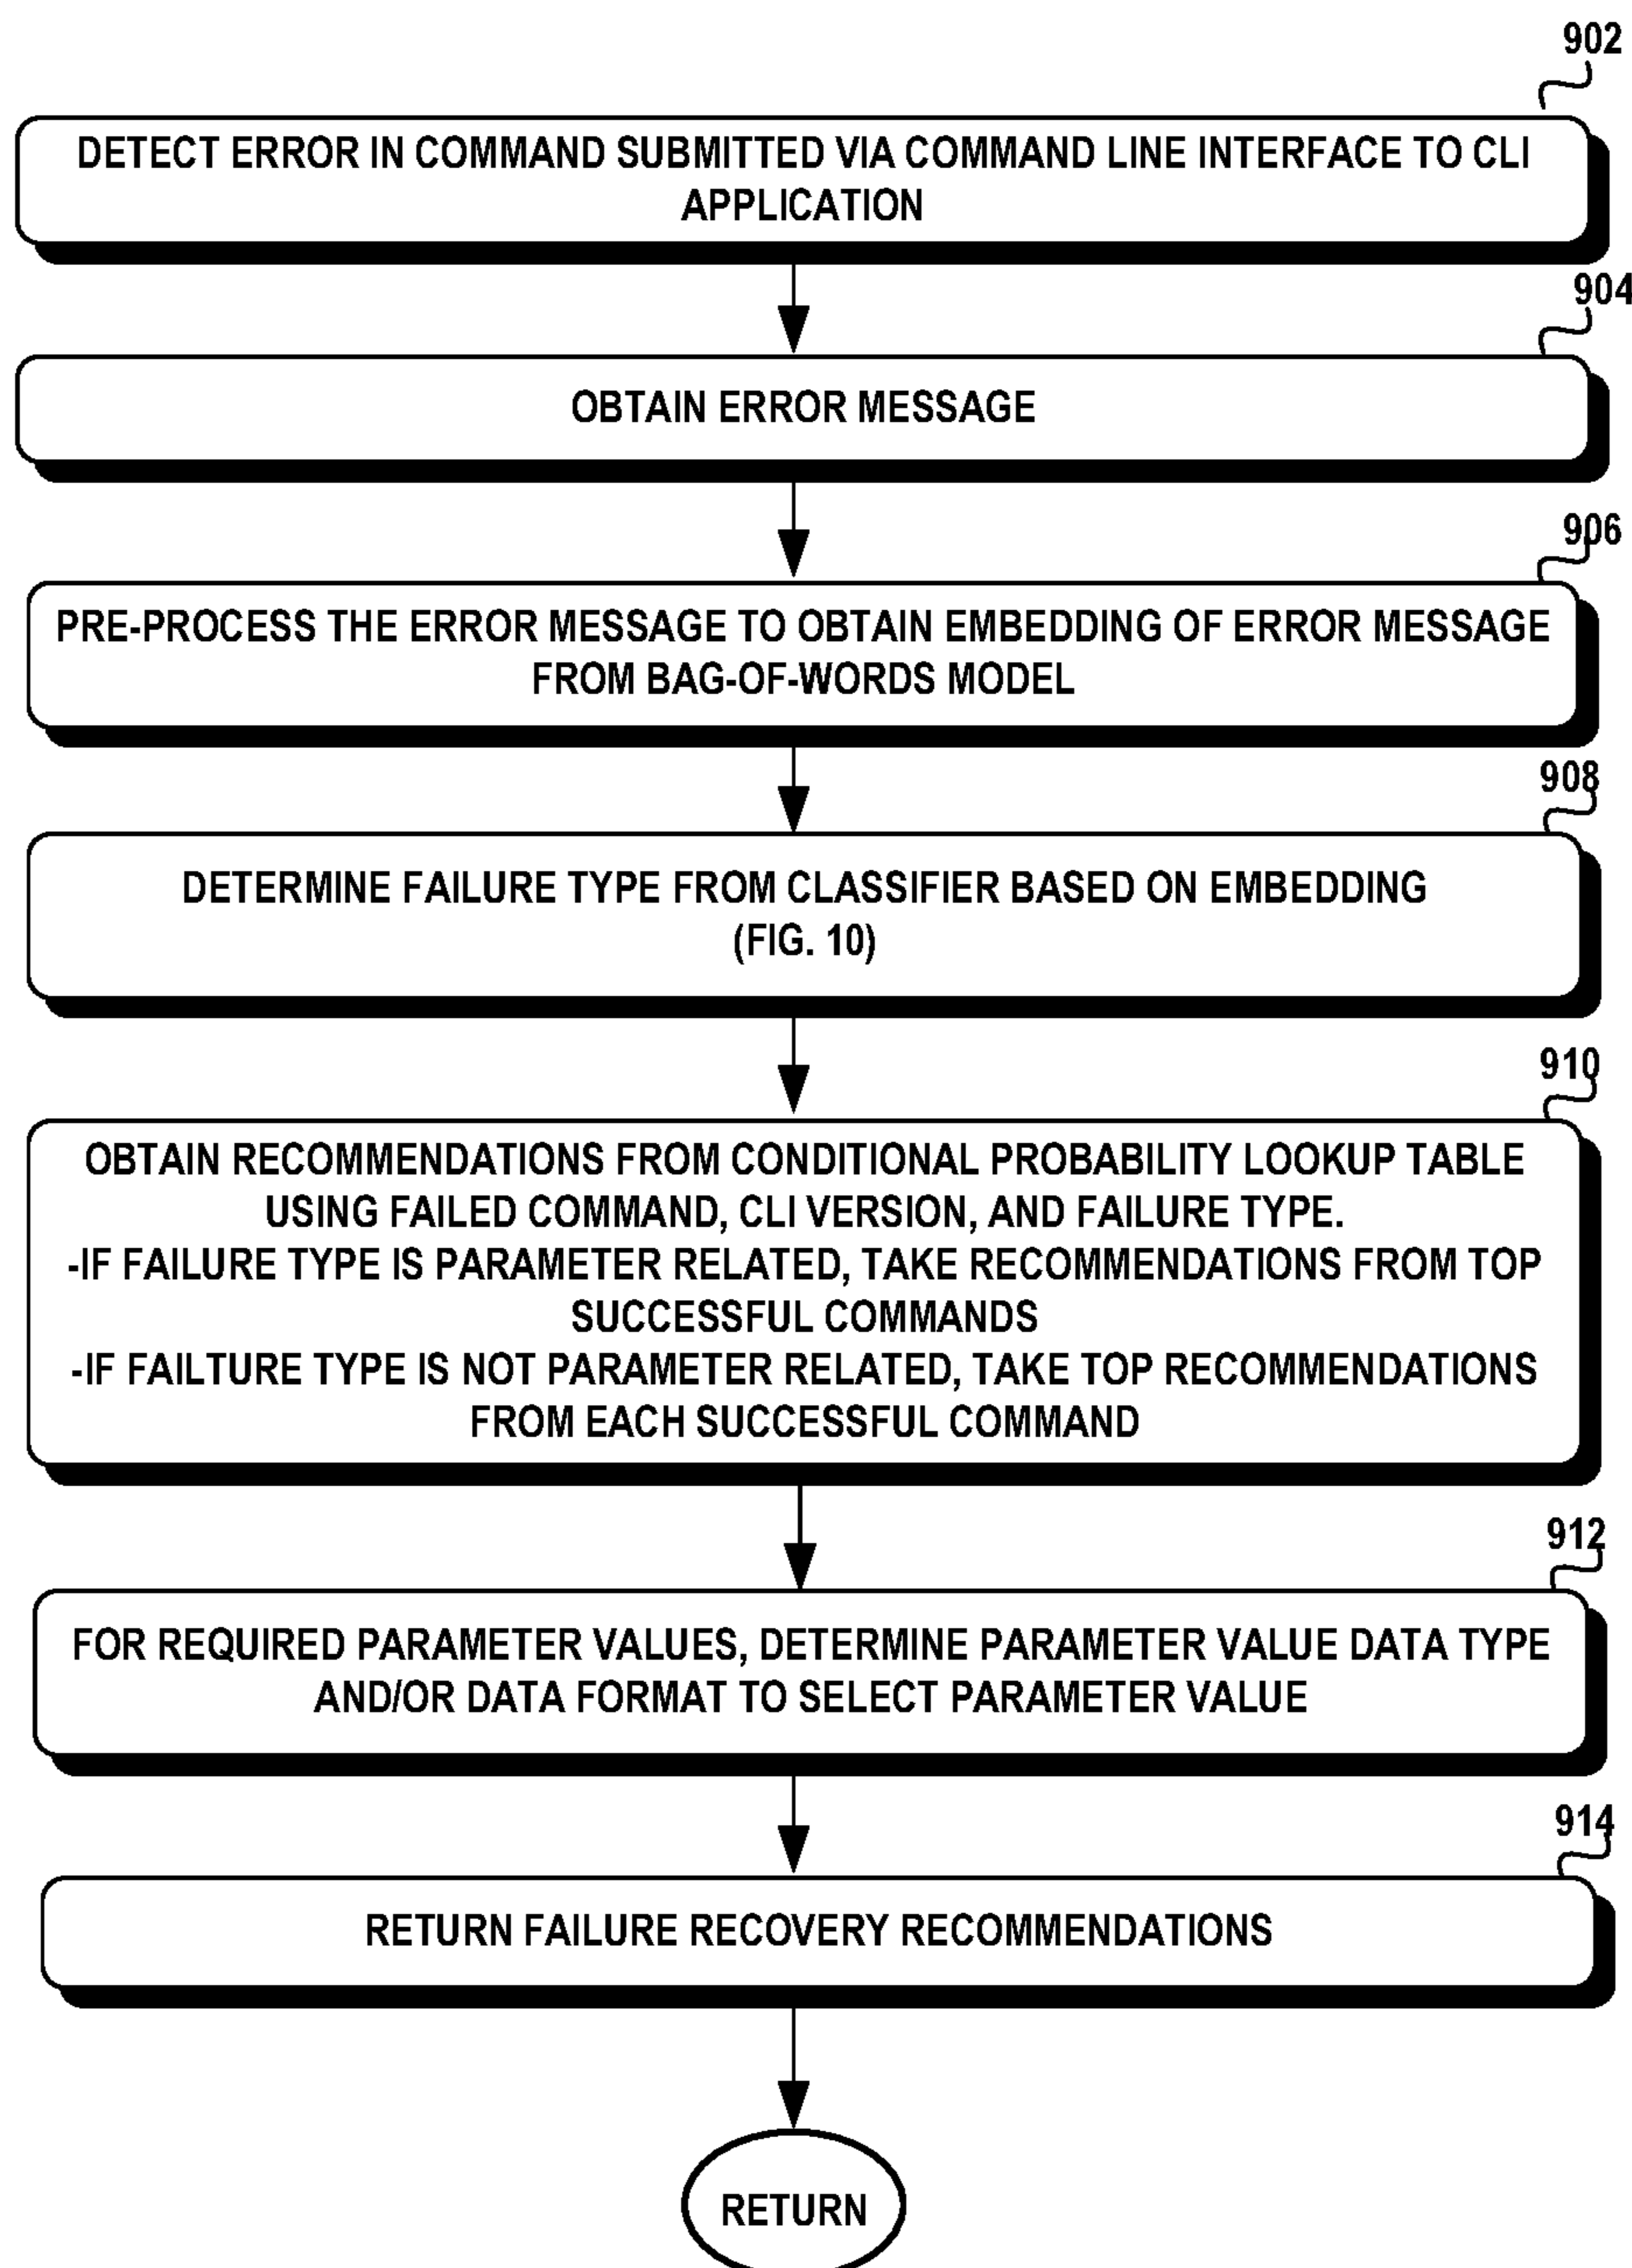 902
DETECT ERROR IN COMMAND SUBMITTED VIA COMMAND LINE INTERFACE TO CLI
APPLICATION
904
OBTAIN ERROR MESSAGE
906
PRE-PROCESS THE ERROR MESSAGE TO OBTAIN EMBEDDING OF ERROR MESSAGE
FROM BAG-OF-WORDS MODEL
908
DETERMINE FAILURE TYPE FROM CLASSIFIER BASED ON EMBEDDING
(FIG. 10)
910
OBTAIN RECOMMENDATIONS FROM CONDITIONAL PROBABILITY LOOKUP TABLE
USING FAILED COMMAND, CLI VERSION, AND FAILURE TYPE.
-IF FAILURE TYPE IS PARAMETER RELATED, TAKE RECOMMENDATIONS FROM TOP
SUCCESSFUL COMMANDS
-IF FAILTURE TYPE IS NOT PARAMETER RELATED, TAKE TOP RECOMMENDATIONS
FROM EACH SUCCESSFUL COMMAND
912
FOR REQUIRED PARAMETER VALUES, DETERMINE PARAMETER VALUE DATA TYPE
AND/OR DATA FORMAT TO SELECT PARAMETER VALUE
914
RETURN FAILURE RECOVERY RECOMMENDATIONS
RETURN